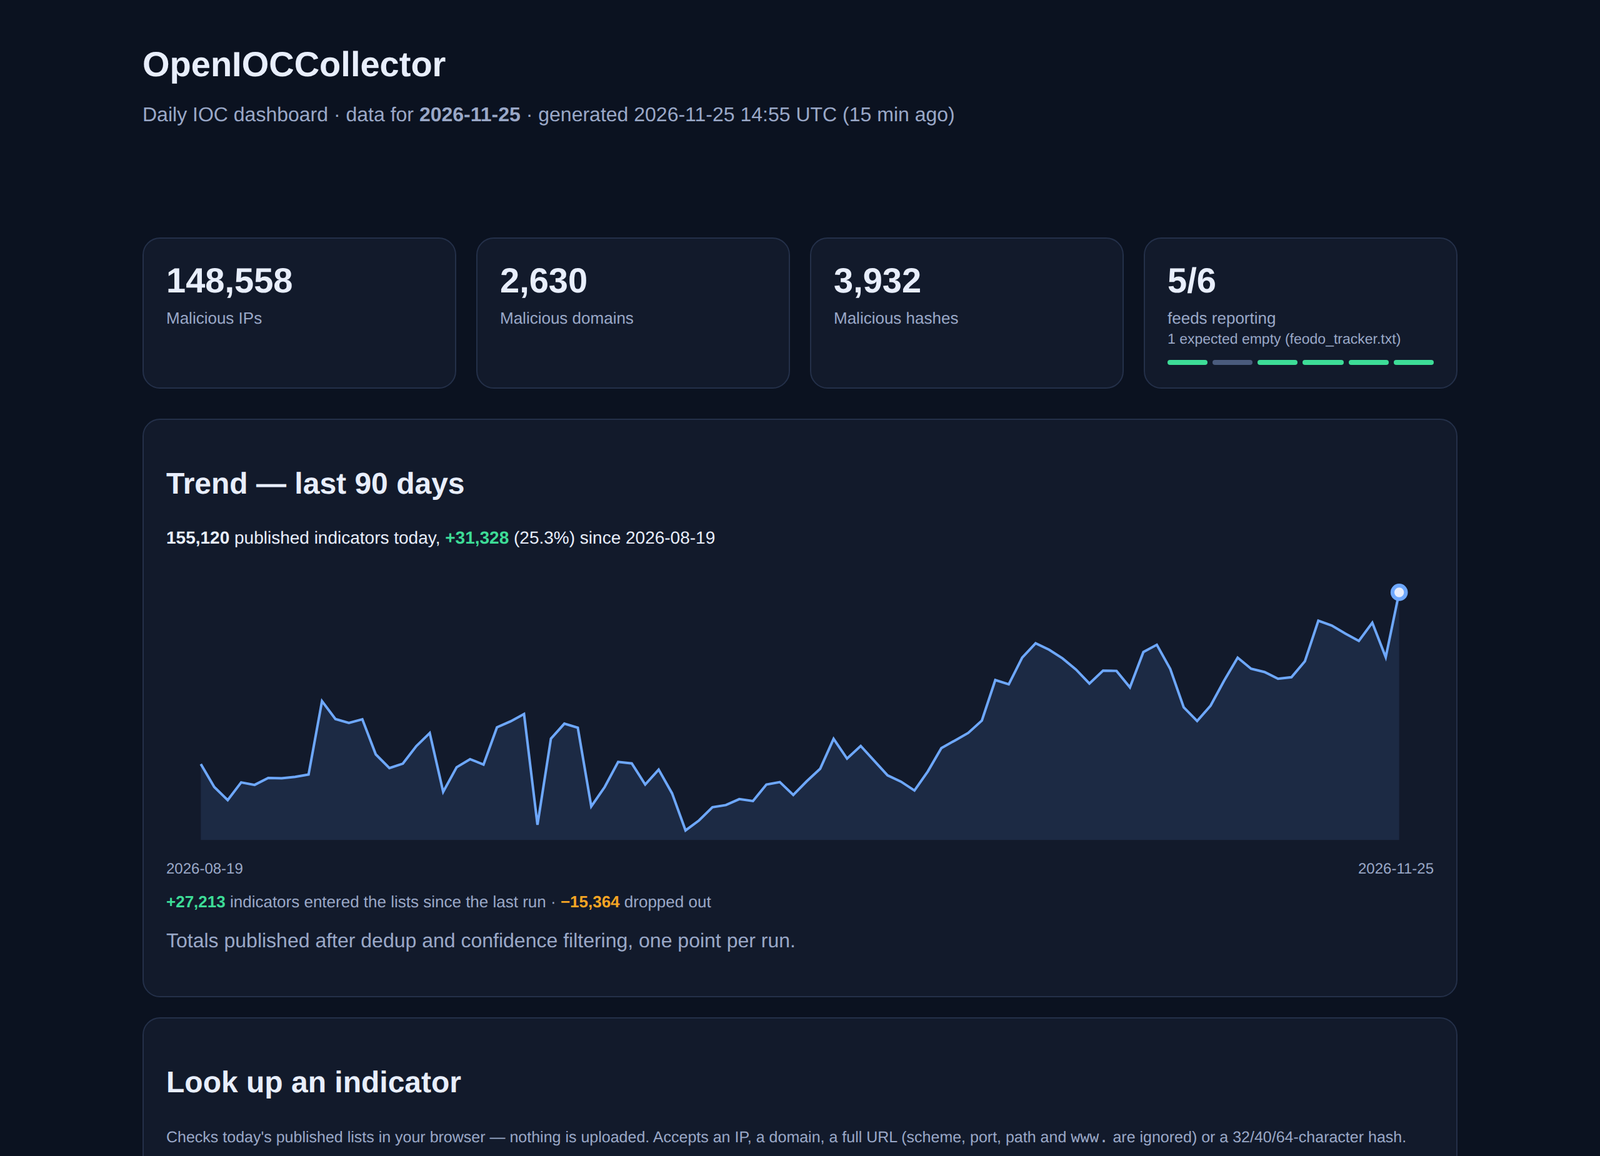 OpenIOCCollector
Daily IOC dashboard · data for 2026-11-25 · generated 2026-11-25 14:55 UTC (15 min ago)
148,558
Malicious IPs
2,630
Malicious domains
3,932
Malicious hashes
5/6
feeds reporting
1 expected empty (feodo_tracker.txt)
Trend — last 90 days
155,120 published indicators today, +31,328 (25.3%) since 2026-08-19
2026-08-19
2026-11-25
+27,213 indicators entered the lists since the last run · −15,364 dropped out
Totals published after dedup and confidence filtering, one point per run.
Look up an indicator
Checks today's published lists in your browser — nothing is uploaded. Accepts an IP, a domain, a full URL (scheme, port, path and www. are ignored) or a 32/40/64-character hash.